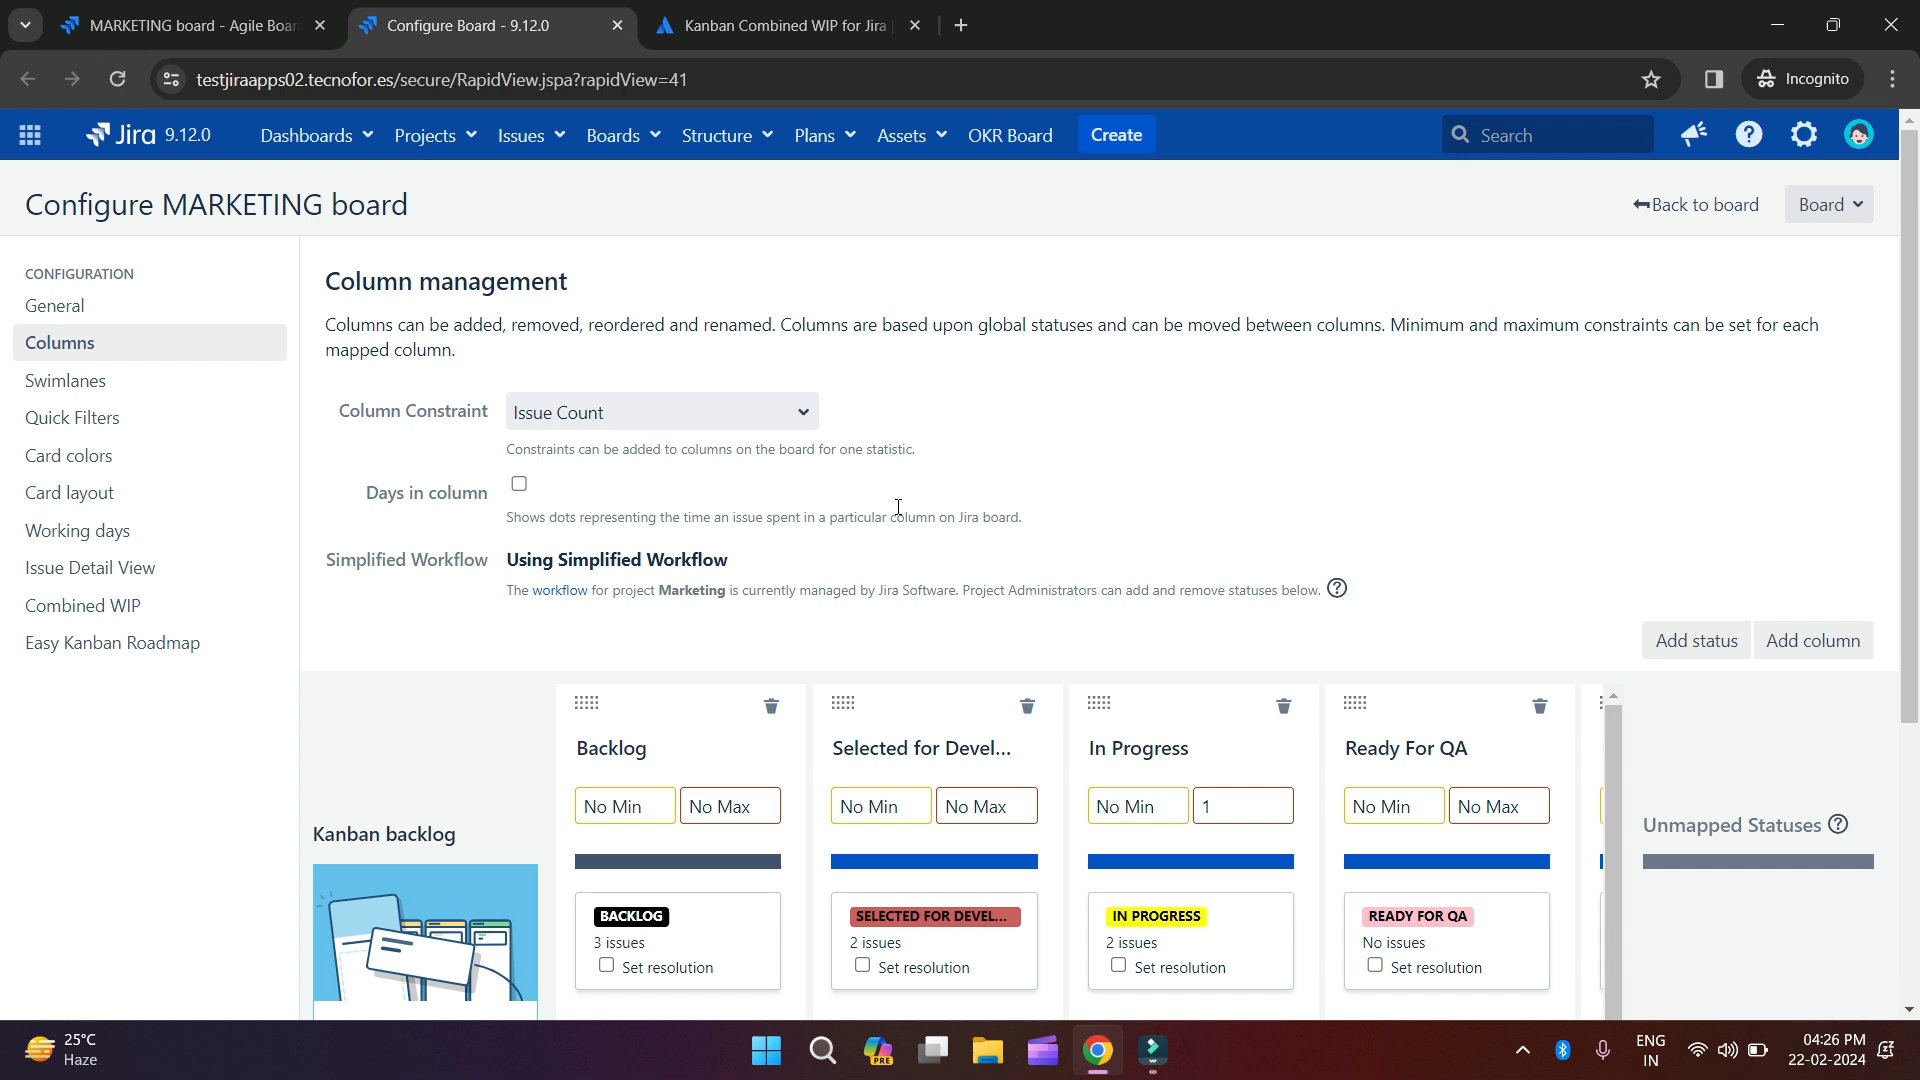 MARKETING board - Agile Boar
Configure Board - 9.12.0
Kanban Combined WIP for Jira
testjiraapps02.tecnofor.es/secure/RapidView.jspa?rapidView=41
Incognito
Jira 9.12.0
Dashboards
Projects
Issues
Boards
Structure
Plans
Assets
OKR Board
Create
Search
Configure MARKETING board
Back to board
Board
CONFIGURATION
General
Columns
Swimlanes
Quick Filters
Card colors
Card layout
Working days
Issue Detail View
Combined WIP
Easy Kanban Roadmap
Column management
Columns can be added, removed, reordered and renamed. Columns are based upon global statuses and can be moved between columns. Minimum and maximum constraints can be set for each
mapped column.
Column Constraint
Issue Count
Constraints can be added to columns on the board for one statistic.
Days in column
Shows dots representing the time an issue spent in a particular column on Jira board.
Simplified Workflow
Using Simplified Workflow
The workflow for project Marketing is currently managed by Jira Software. Project Administrators can add and remove statuses below.
Add status
Add column
Kanban backlog
Backlog
No Min
No Max
BACKLOG
3 issues
Set resolution
Selected for Devel...
No Min
No Max
SELECTED FOR DEVEL...
2 issues
Set resolution
In Progress
No Min
1
IN PROGRESS
2 issues
Set resolution
Ready For QA
No Min
No Max
READY FOR QA
No issues
Set resolution
Unmapped Statuses
25°C
Haze
PRE
ENG
IN
04:26 PM
22-02-2024